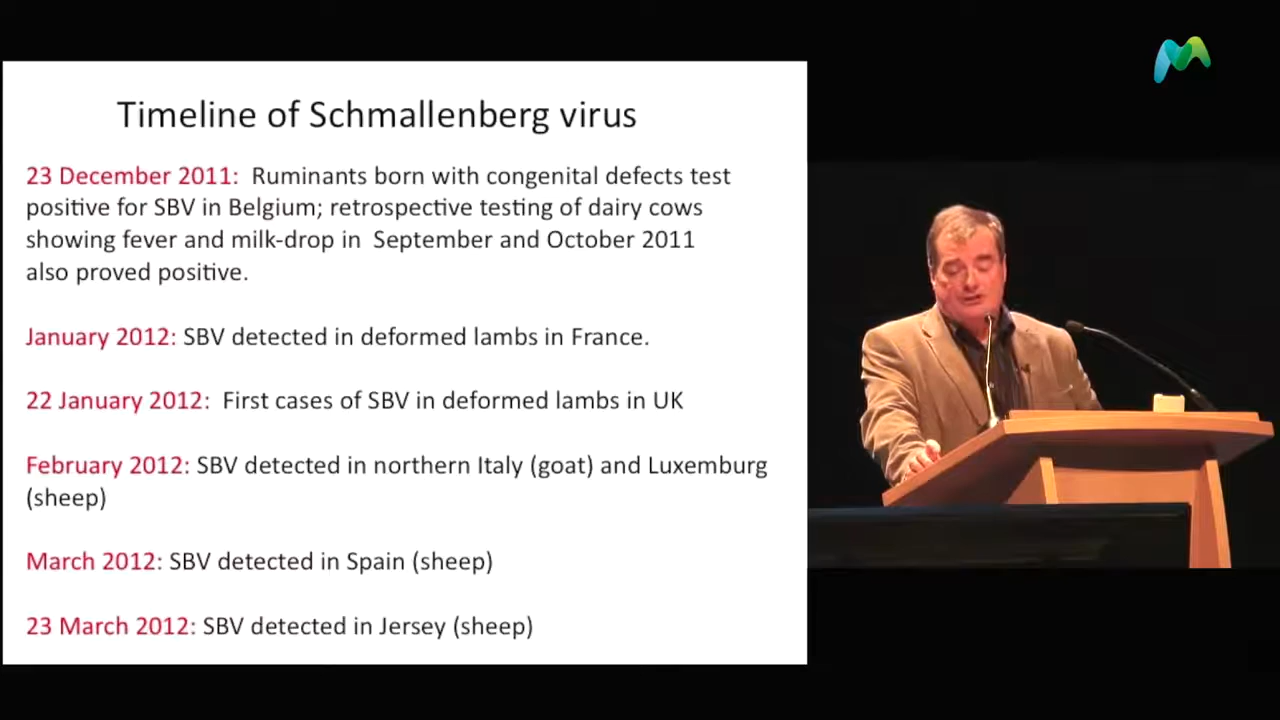 Timeline of Schmallenberg virus
23 December 2011:  Ruminants born with congenital defects test
positive for SBV in Belgium; retrospective testing of dairy cows
showing fever and milk-drop in  September and October 2011
also proved positive.
January 2012: SBV detected in deformed lambs in France.
22 January 2012:  First cases of SBV in deformed lambs in UK
February 2012: SBV detected in northern Italy (goat) and Luxemburg
(sheep)
March 2012: SBV detected in Spain (sheep)
23 March 2012: SBV detected in Jersey (sheep)